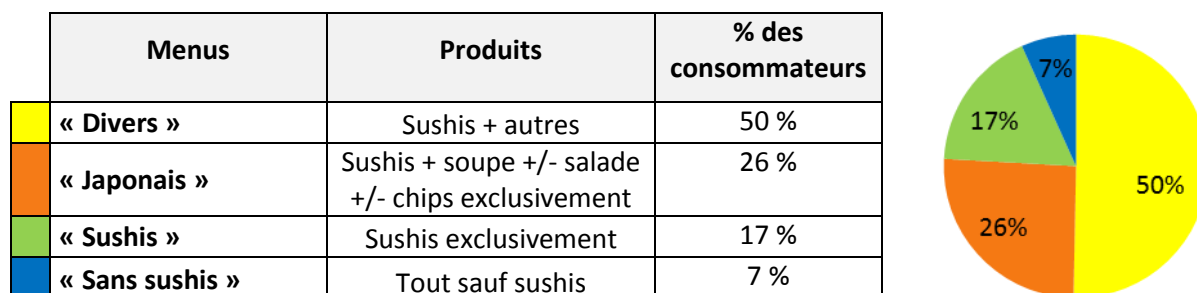 Menus Produits % des consommateurs
« Divers » Sushis + autres 50 %
« Japonais » Sushis + soupe +/- salade +/- chips exclusivement 26 %
« Sushis » Sushis exclusivement 17 %
« Sans sushis » Tout sauf sushis 7 %
7%
17%
50%
26%